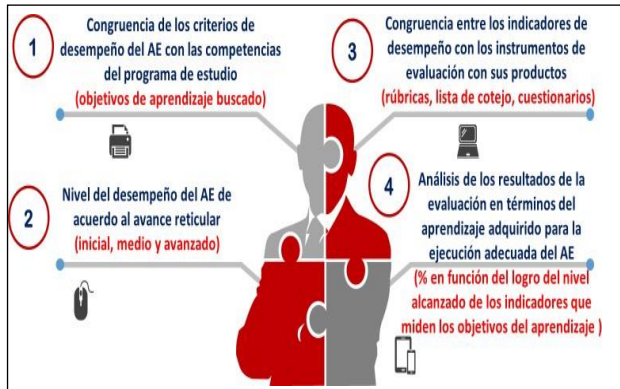 1
Congruencia de los criterios de
desempeño del AE con las competencias
del programa de estudio
(objetivos de aprendizaje buscado)
2
Nivel del desempeño del AE de
acuerdo al avance reticular
(inicial, medio y avanzado)
3
Congruencia entre los indicadores de
desempeño con los instrumentos de
evaluación con sus productos
(rúbricas, lista de cotejo, cuestionarios)
4
Análisis de los resultados de la
evaluación en términos del
aprendizaje adquirido para la
ejecución adecuada del AE
(% en función del logro del nivel
alcanzado de los indicadores que
miden los objetivos del aprendizaje )